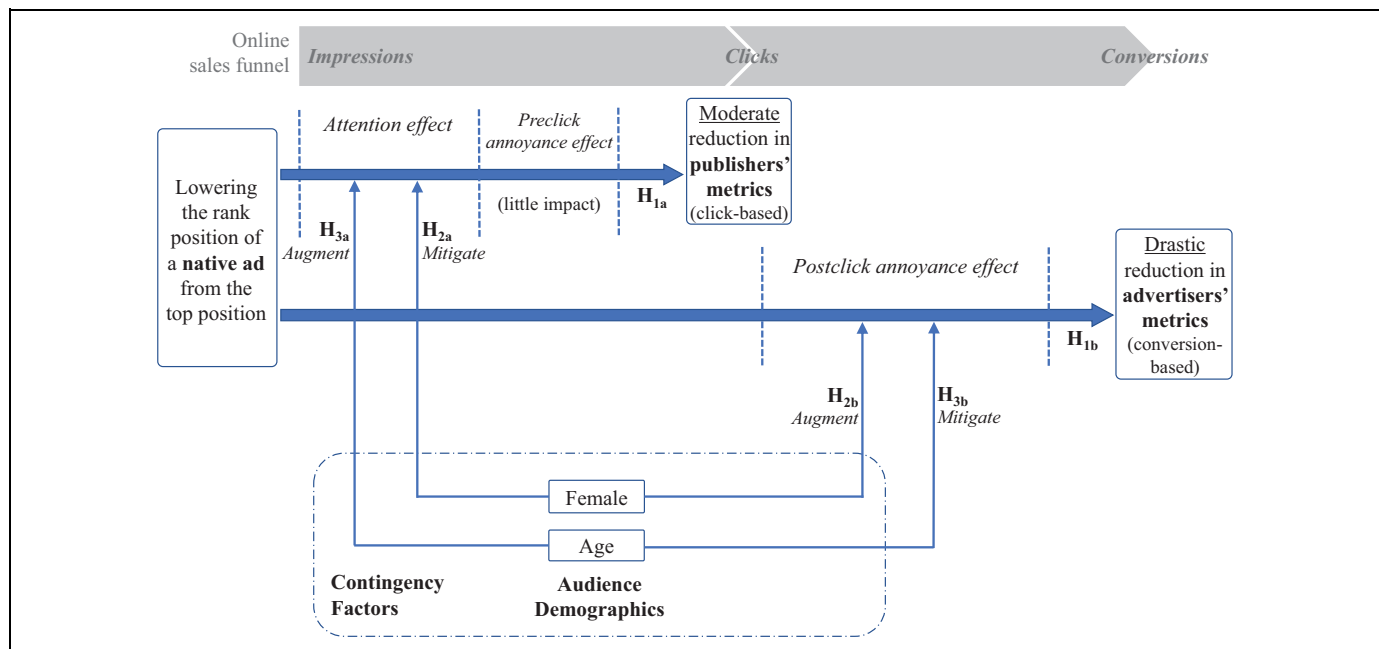 Online
sales funnel
Impressions
Clicks
Conversions
Attention effect
Preclick
annoyance effect
(little impact)
Lowering
the rank
position of
a native ad
from the
top position
H1a
Moderate
reduction in
publishers’
metrics
(click-based)
H3a
Augment
H2a
Mitigate
Postclick annoyance effect
H1b
Drastic
reduction in
advertisers’
metrics
(conversion-
based)
H2b
Augment
H3b
Mitigate
Female
Age
Contingency
Factors
Audience
Demographics